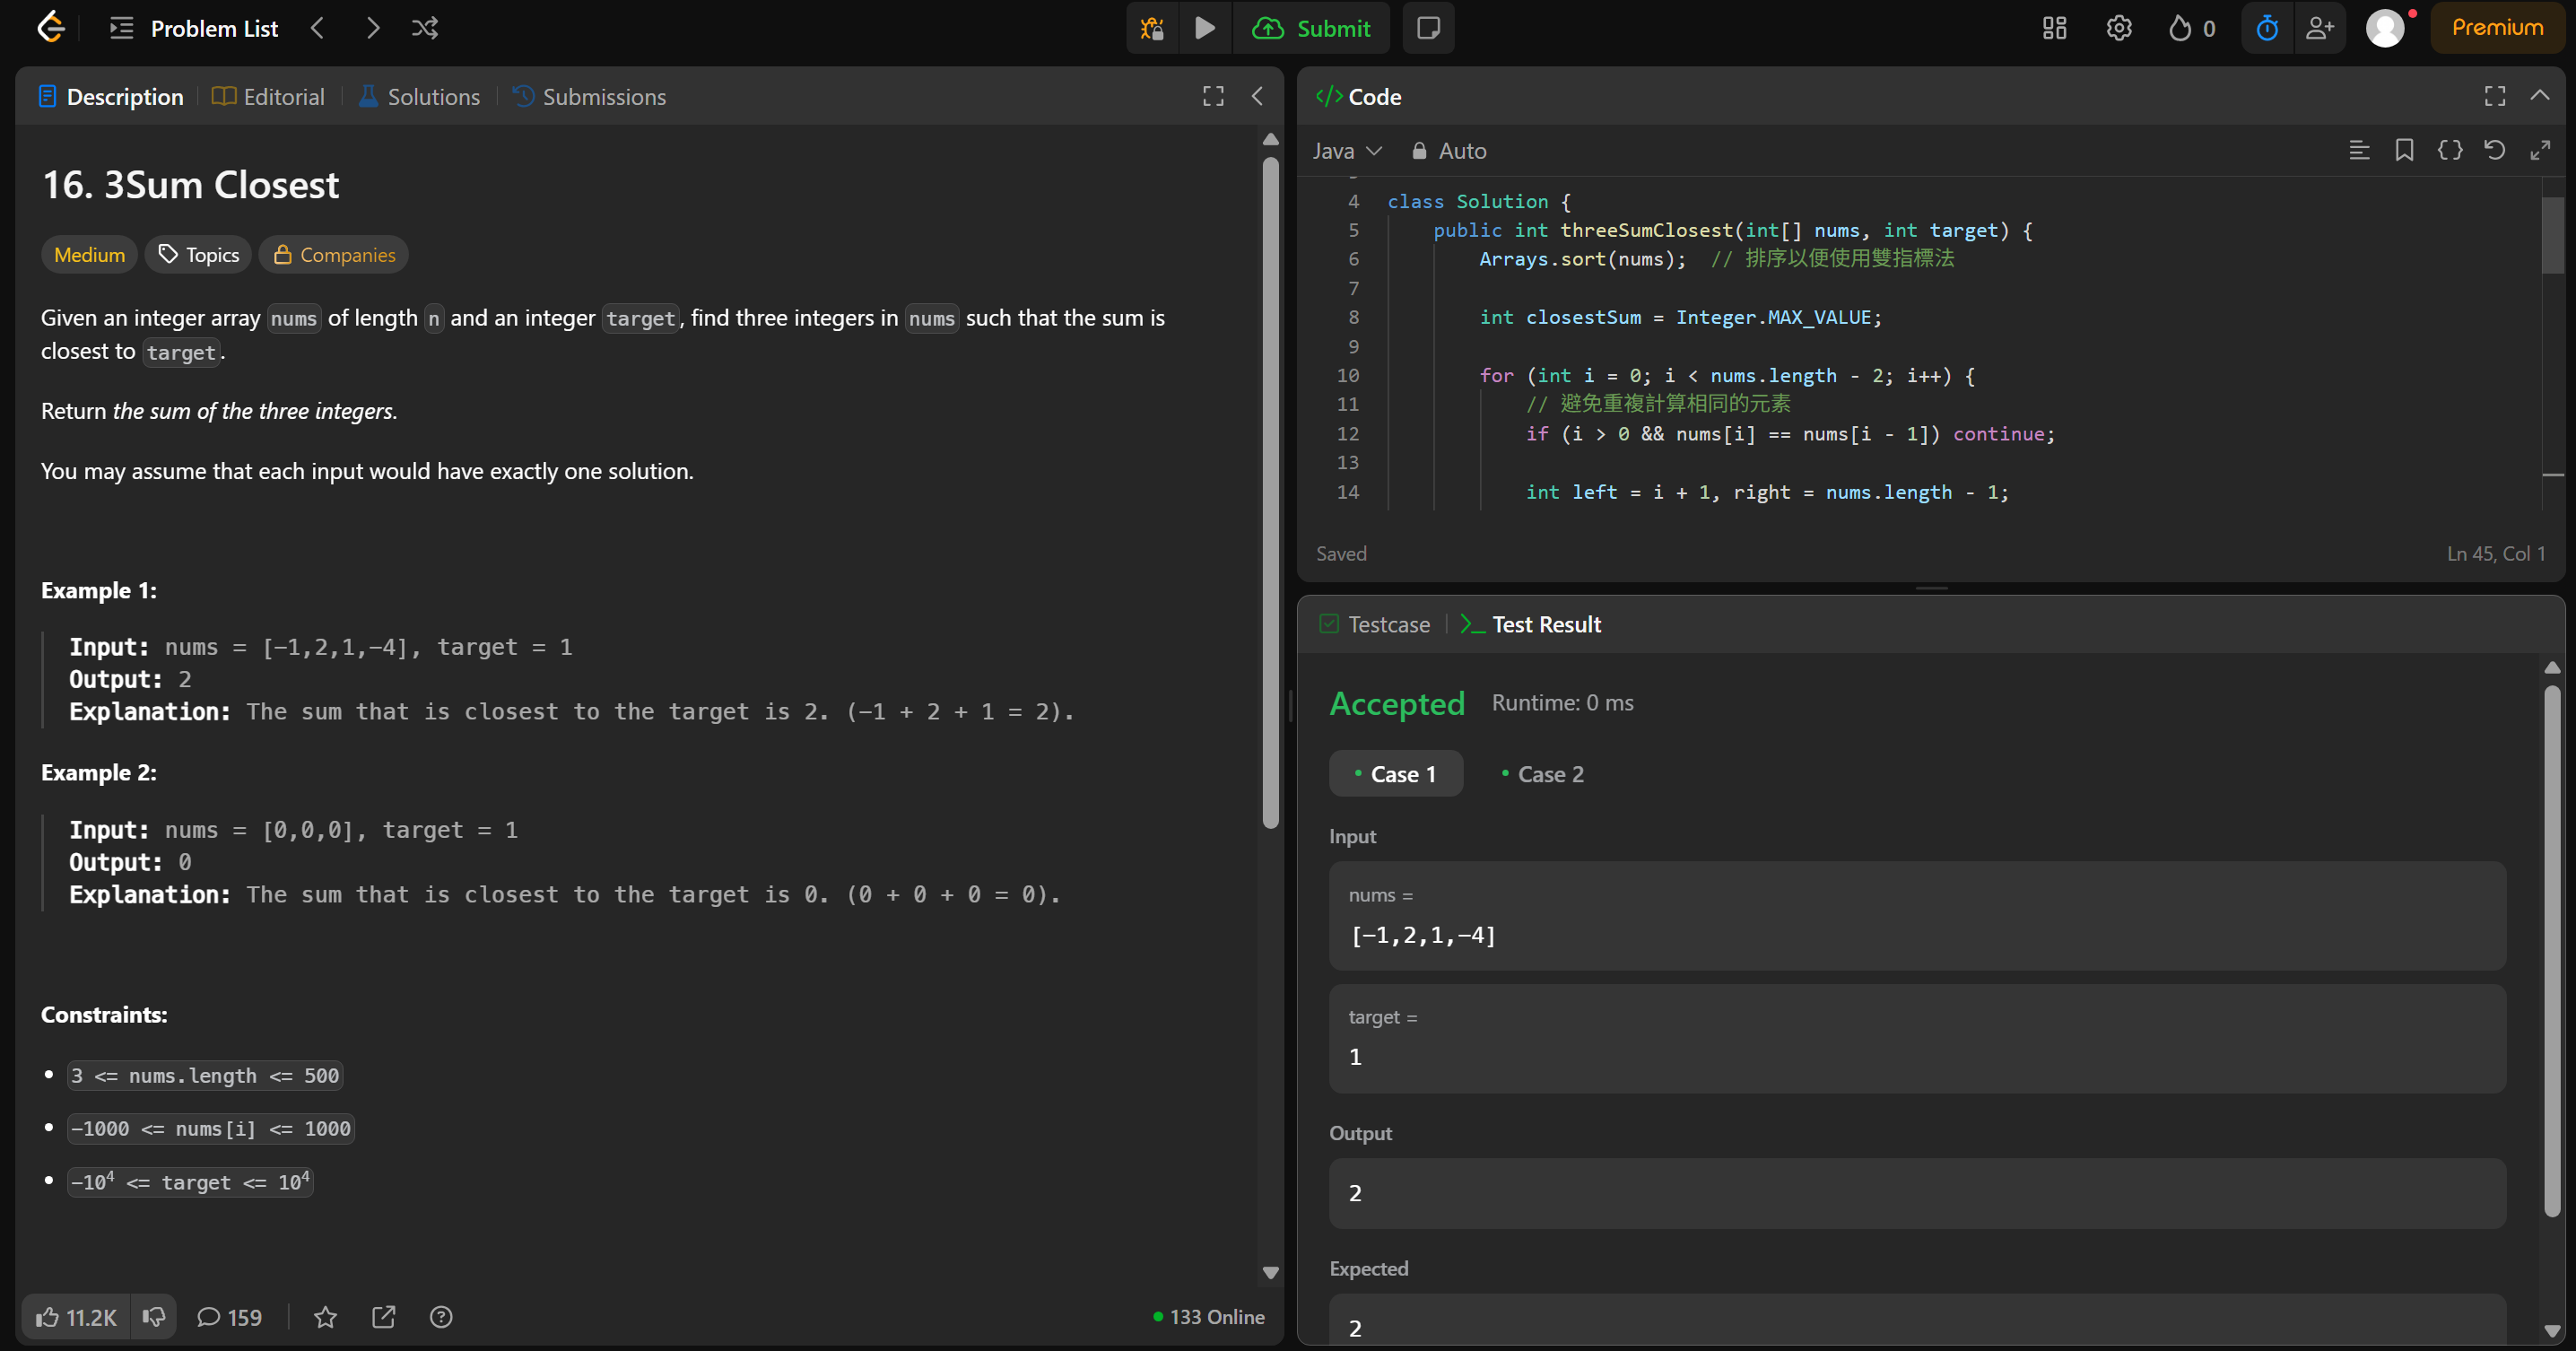 Problem List
Submit
0
Premium
Description
Editorial
Solutions
Submissions
16. 3Sum Closest
Medium
Topics
Companies
Given an integer array nums of length n and an integer target, find three integers in nums such that the sum is
closest to target.
Return the sum of the three integers.
You may assume that each input would have exactly one solution.
Example 1:
Input: nums = [-1,2,1,-4], target = 1
Output: 2
Explanation: The sum that is closest to the target is 2. (-1 + 2 + 1 = 2).
Example 2:
Input: nums = [0,0,0], target = 1
Output: 0
Explanation: The sum that is closest to the target is 0. (0 + 0 + 0 = 0).
Constraints:
• 3 <= nums.length <= 500
• -1000 <= nums[i] <= 1000
• -10⁴ <= target <= 10⁴
11.2K
159
133 Online
</> Code
Java
Auto
4 class Solution {
5 public int threeSumClosest(int[] nums, int target) {
6 Arrays.sort(nums);  // 排序以便使用雙指標法
7
8 int closestSum = Integer.MAX_VALUE;
9
10 for (int i = 0; i < nums.length - 2; i++) {
11 // 避免重複計算相同的元素
12 if (i > 0 && nums[i] == nums[i - 1]) continue;
13
14 int left = i + 1, right = nums.length - 1;
Saved
Ln 45, Col 1
Testcase
>_ Test Result
Accepted
Runtime: 0 ms
• Case 1
• Case 2
Input
nums =
[-1,2,1,-4]
target =
1
Output
2
Expected
2